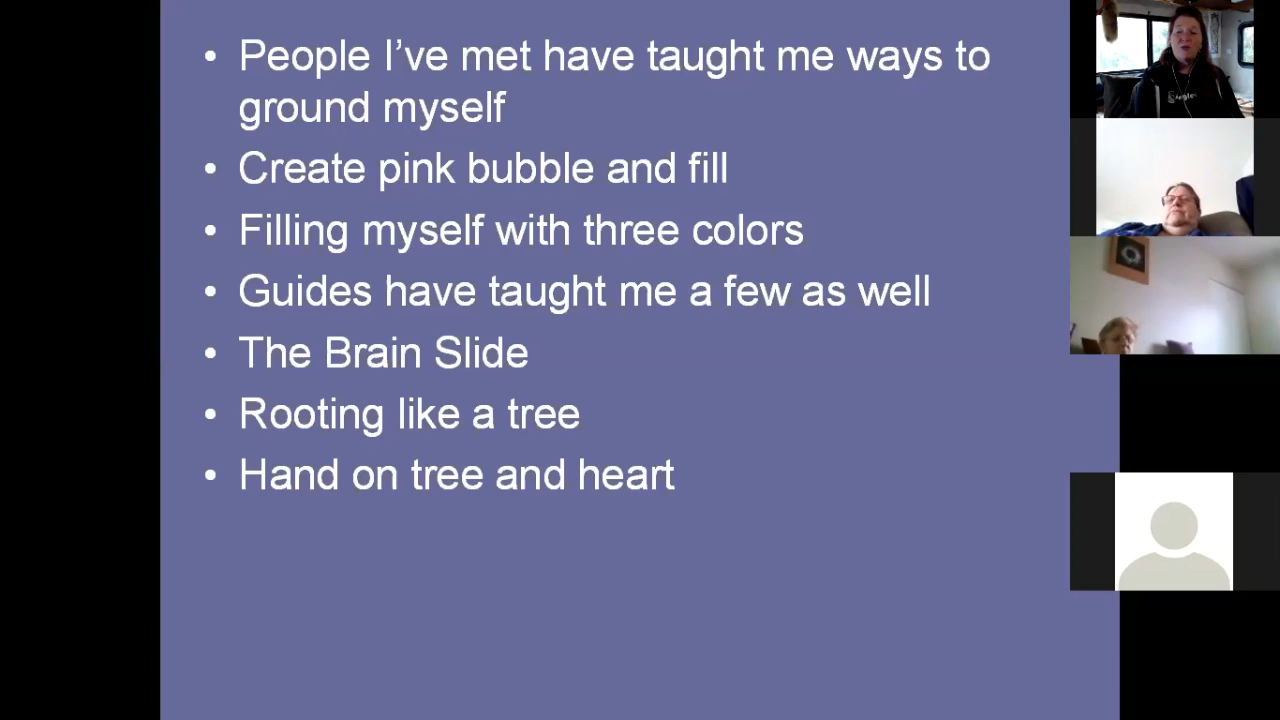 • People I’ve met have taught me ways to
ground myself
• Create pink bubble and fill
• Filling myself with three colors
• Guides have taught me a few as well
• The Brain Slide
• Rooting like a tree
• Hand on tree and heart